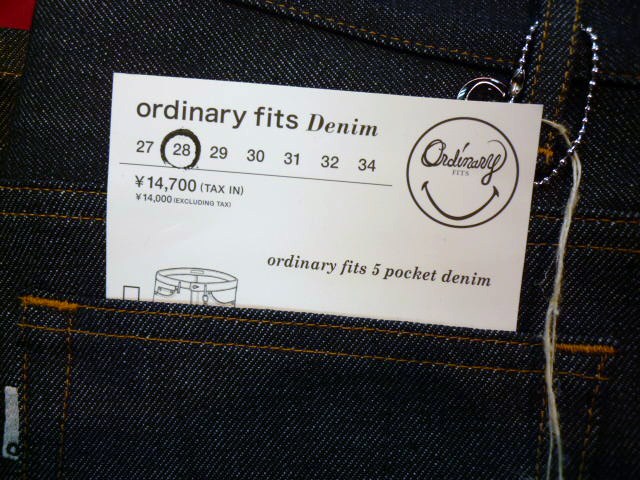 ordinary fits Denim
27 28 29 30 31 32 34
¥14,700 (TAX IN)
¥14,000 (EXCLUDING TAX)
Ordinary
FITS
ordinary fits 5 pocket denim